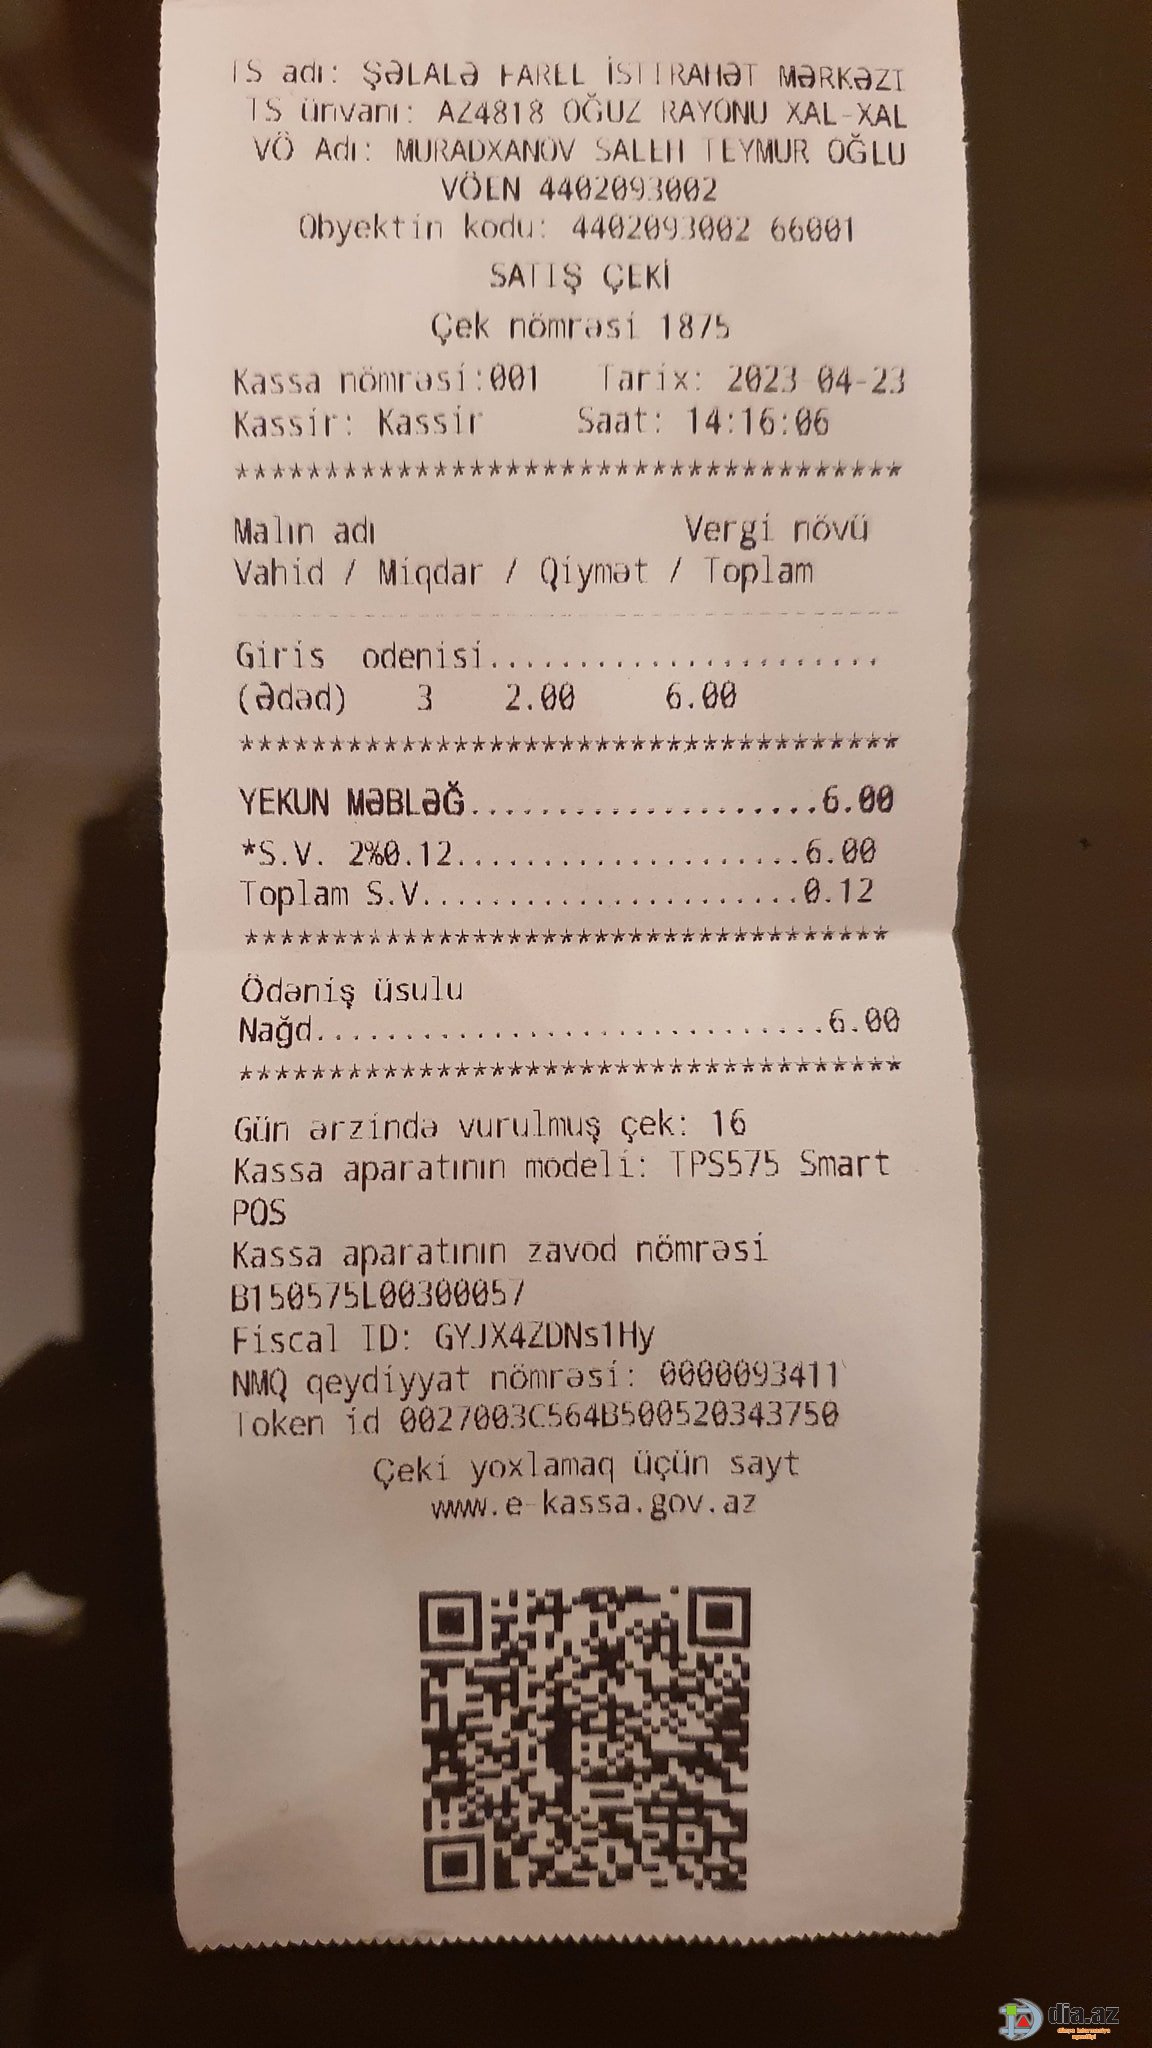 TS adı: ŞƏLALƏ FAREL İSTİRAHƏT MƏRKƏZİ
TS ünvanı: AZ4818 OĞUZ RAYONU XAL-XAL
VÖ Adı: MURADXANOV SALEH TEYMUR OĞLU
VÖEN 4402093002
Obyektin kodu: 4402093002 66001
SATIŞ ÇEKİ
Çek nömrəsi 1875
Kassa nömrəsi:001 Tarix: 2023-04-23
Kassir: Kassir Saat: 14:16:06
*************************************
Malın adı Vergi növü
Vahid / Miqdar / Qiymət / Toplam
Giris odenisi......................
(Ədəd) 3 2.00 6.00
*************************************
YEKUN MƏBLƏĞ...................6.00
*S.V. 2%0.12...................6.00
Toplam S.V.....................0.12
*************************************
Ödəniş üsulu
Nağd............................6.00
*************************************
Gün ərzində vurulmuş çek: 16
Kassa aparatının modeli: TPS575 Smart
POS
Kassa aparatının zavod nömrəsi
B150575L00300057
Fiscal ID: GYJX4ZDNs1Hy
NMQ qeydiyyat nömrəsi: 0000093411
Token id 0027003C564B500520343750
Çeki yoxlamaq üçün sayt
www.e-kassa.gov.az
dia.az